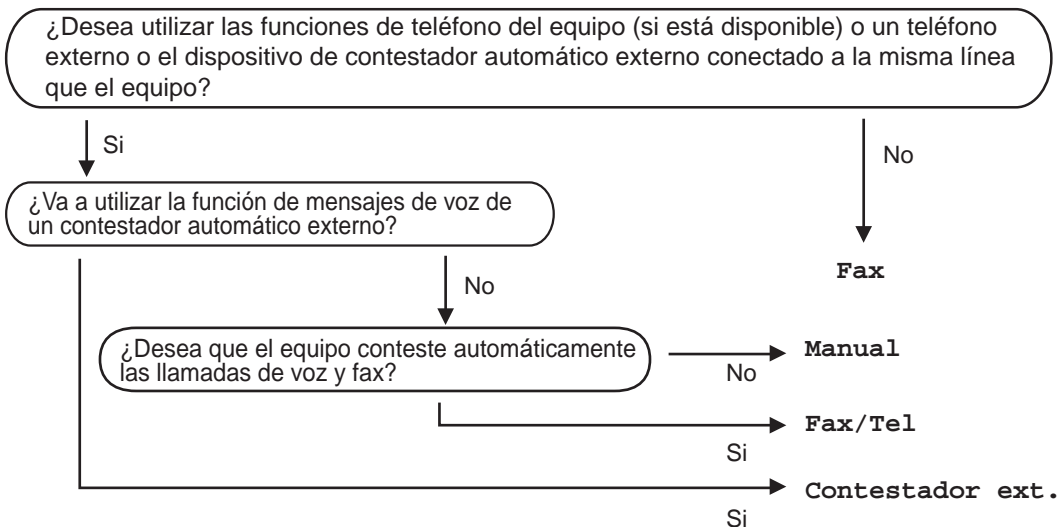 ¿Desea utilizar las funciones de teléfono del equipo (si está disponible) o un teléfono
externo o el dispositivo de contestador automático externo conectado a la misma línea
que el equipo?
Si
No
¿Va a utilizar la función de mensajes de voz de
un contestador automático externo?
Fax
No
¿Desea que el equipo conteste automáticamente
las llamadas de voz y fax?
Manual
No
Fax/Tel
Si
Contestador ext.
Si